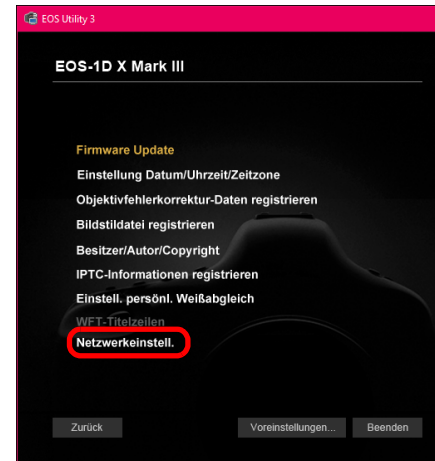 EOS Utility 3
EOS-1D X Mark III
Firmware Update
Einstellung Datum/Uhrzeit/Zeitzone
Objektivfehlerkorrektur-Daten registrieren
Bildstildatei registrieren
Besitzer/Autor/Copyright
IPTC-Informationen registrieren
Einstell. persönl. Weißabgleich
WFT-Titelzeilen
Netzwerkeinstell.
Zurück Voreinstellungen... Beenden